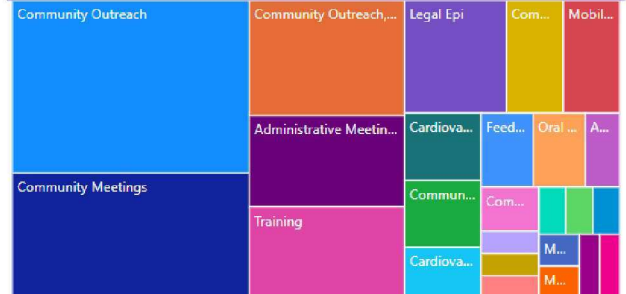 Community Outreach
Community Outreach,...
Legal Epi
Com...
Mobil...
Administrative Meetin...
Cardiova...
Feed...
Oral ...
A...
Community Meetings
Commun...
Com...
Training
Cardiova...
M...
M...